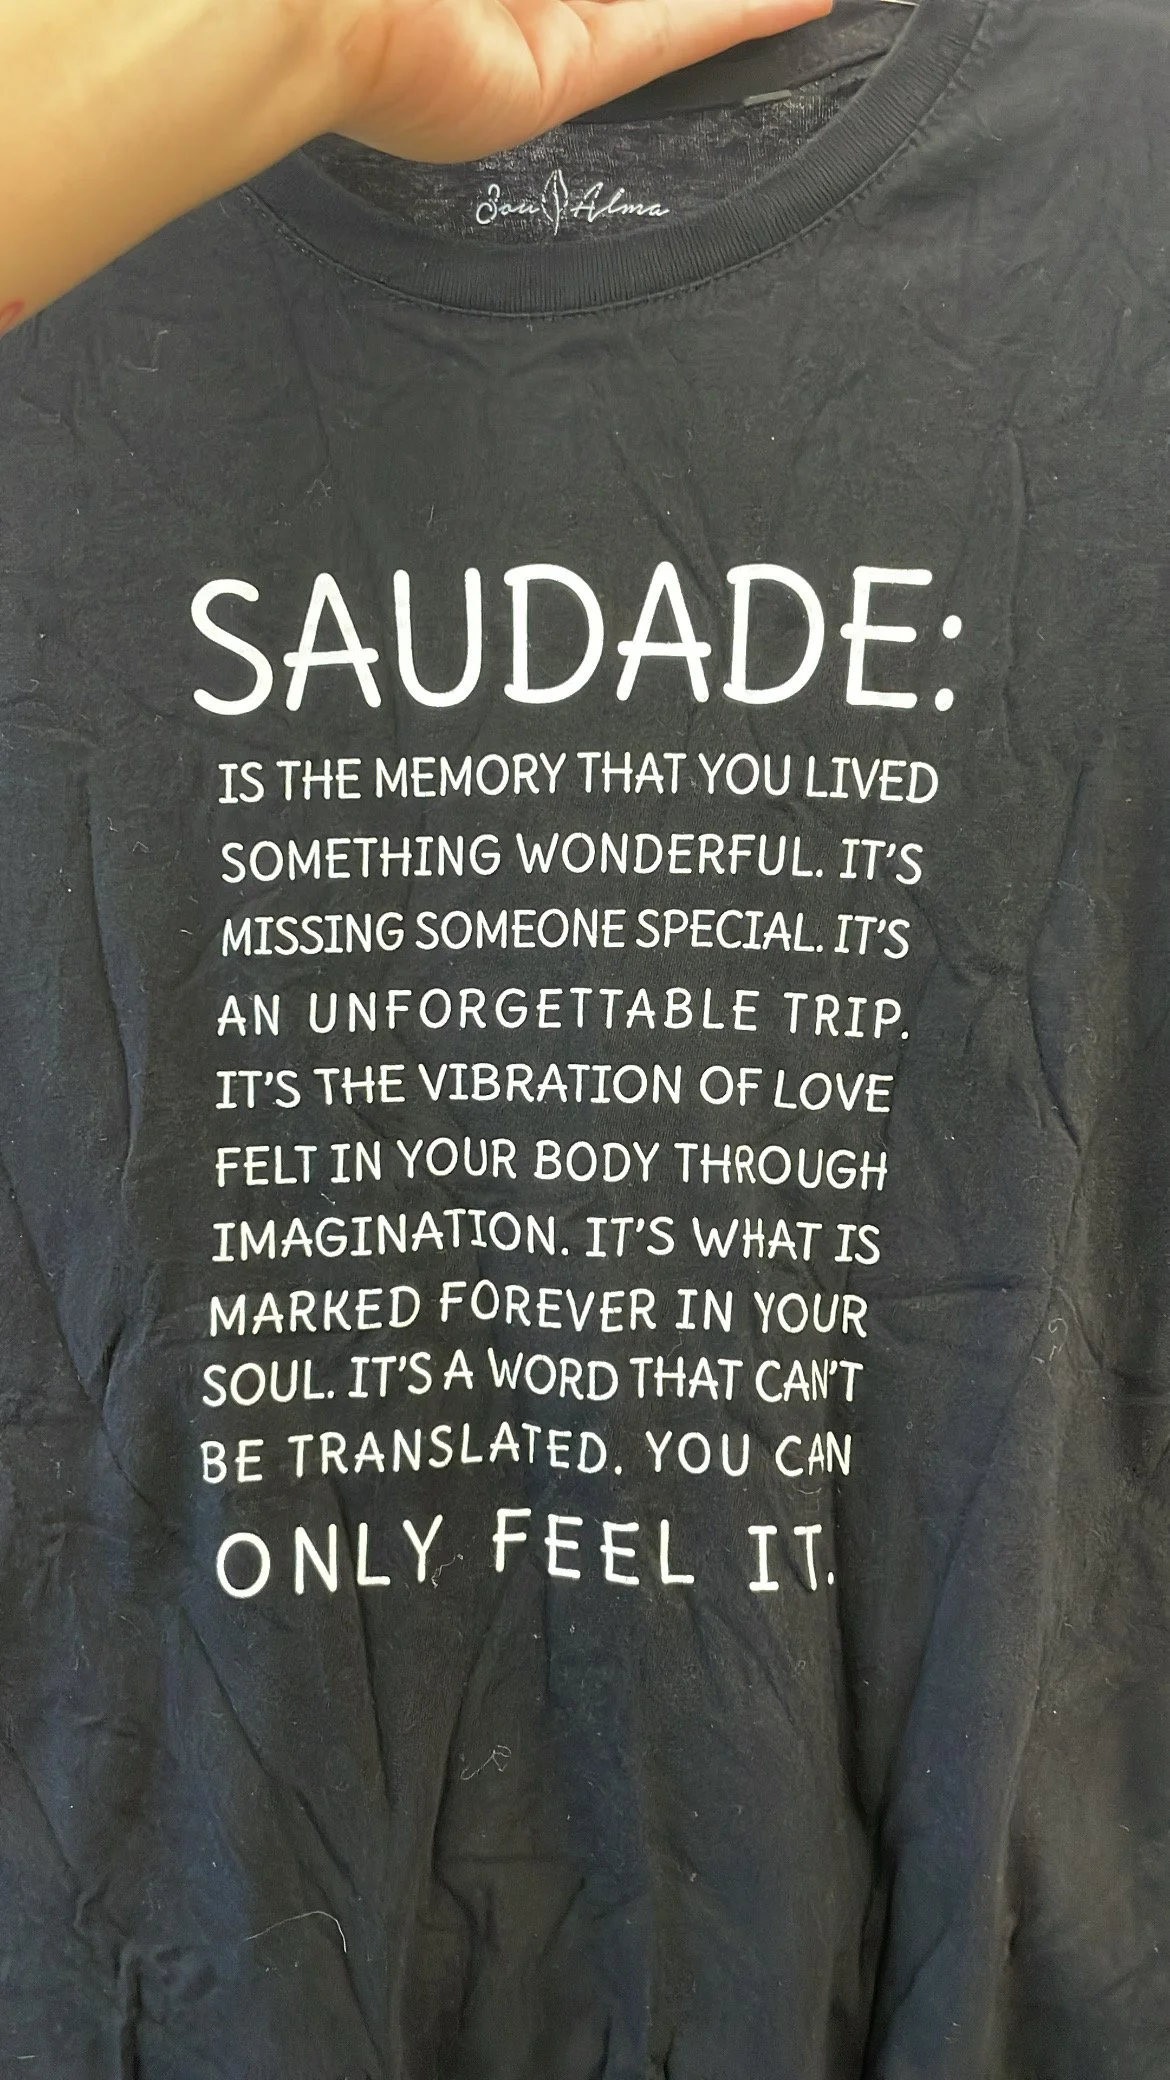 Sou Alma
SAUDADE:
IS THE MEMORY THAT YOU LIVED
SOMETHING WONDERFUL. IT'S
MISSING SOMEONE SPECIAL. IT'S
AN UNFORGETTABLE TRIP.
IT'S THE VIBRATION OF LOVE
FELT IN YOUR BODY THROUGH
IMAGINATION. IT'S WHAT IS
MARKED FOREVER IN YOUR
SOUL. IT'S A WORD THAT CAN'T
BE TRANSLATED. YOU CAN
ONLY FEEL IT.